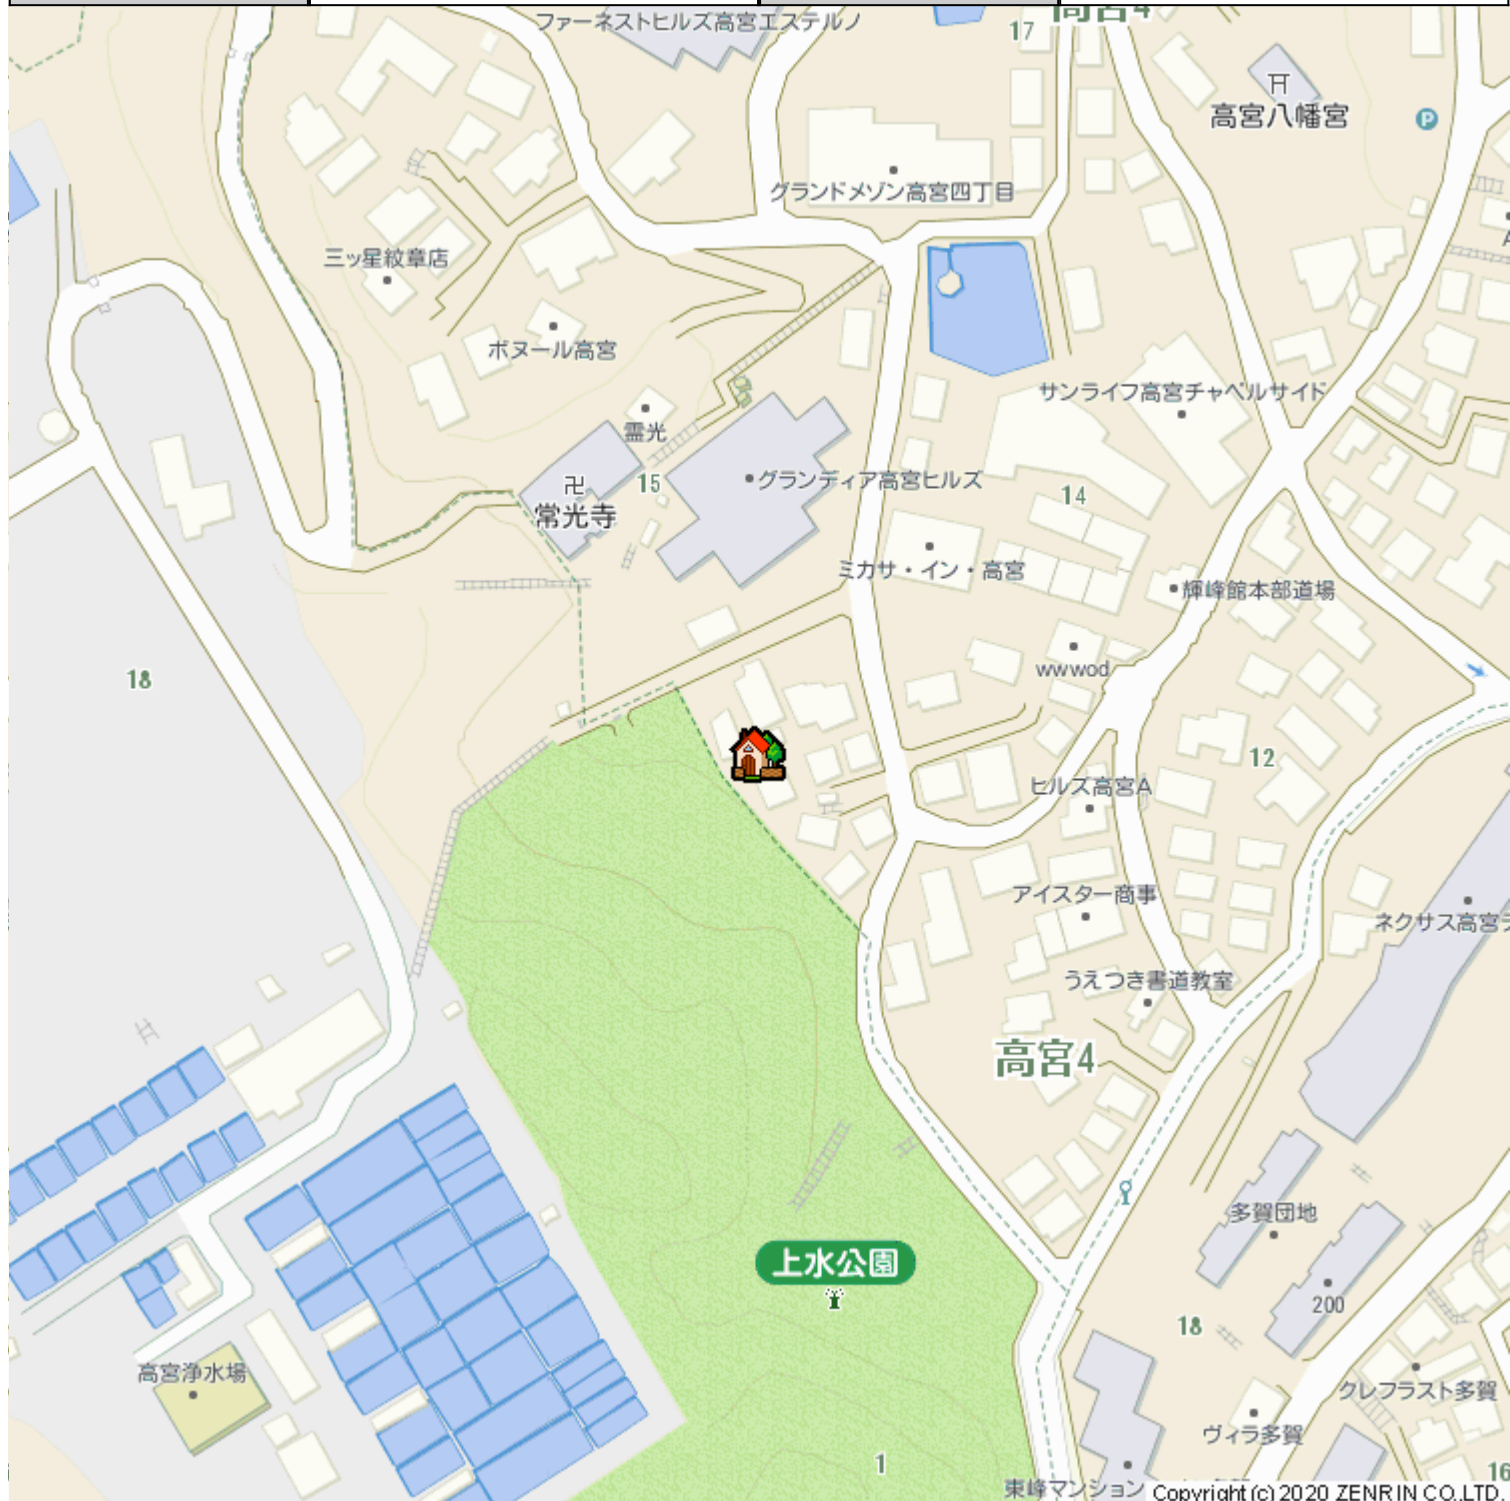 ファーネストヒルズ高宮エステルノ
17
高宮4
高宮八幡宮
P
グランドメゾン高宮四丁目
三ッ星紋章店
ボヌール高宮
サンライフ高宮チャペルサイド
霊光
卍
15
グランディア高宮ヒルズ
常光寺
14
ミカサ・イン・高宮
輝峰館本部道場
wwwod
18
12
ヒルズ高宮A
アイスター商事
ネクサス高宮
うえつき書道教室
高宮4
多賀団地
上水公園
200
18
高宮浄水場
クレフラスト多賀
ヴィラ多賀
1
16
東峰マンション
Copyright (c) 2020 ZENRIN CO.,LTD.